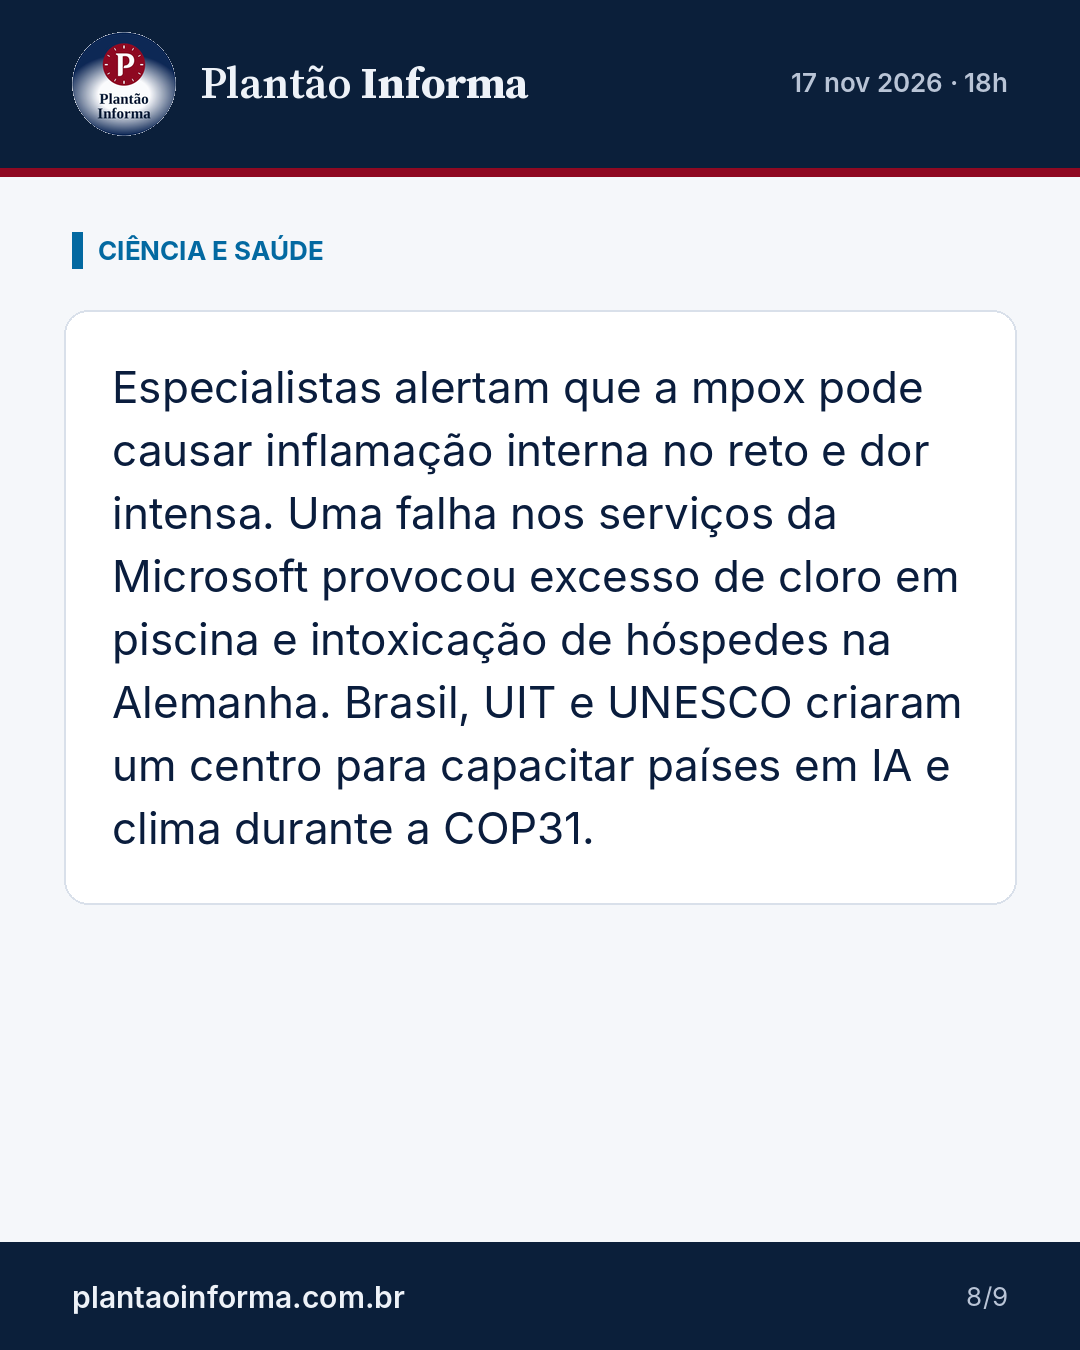 P
Plantão
Informa
Plantão Informa
17 nov 2026 · 18h
CIÊNCIA E SAÚDE
Especialistas alertam que a mpox pode
causar inflamação interna no reto e dor
intensa. Uma falha nos serviços da
Microsoft provocou excesso de cloro em
piscina e intoxicação de hóspedes na
Alemanha. Brasil, UIT e UNESCO criaram
um centro para capacitar países em IA e
clima durante a COP31.
plantaoinforma.com.br
8/9